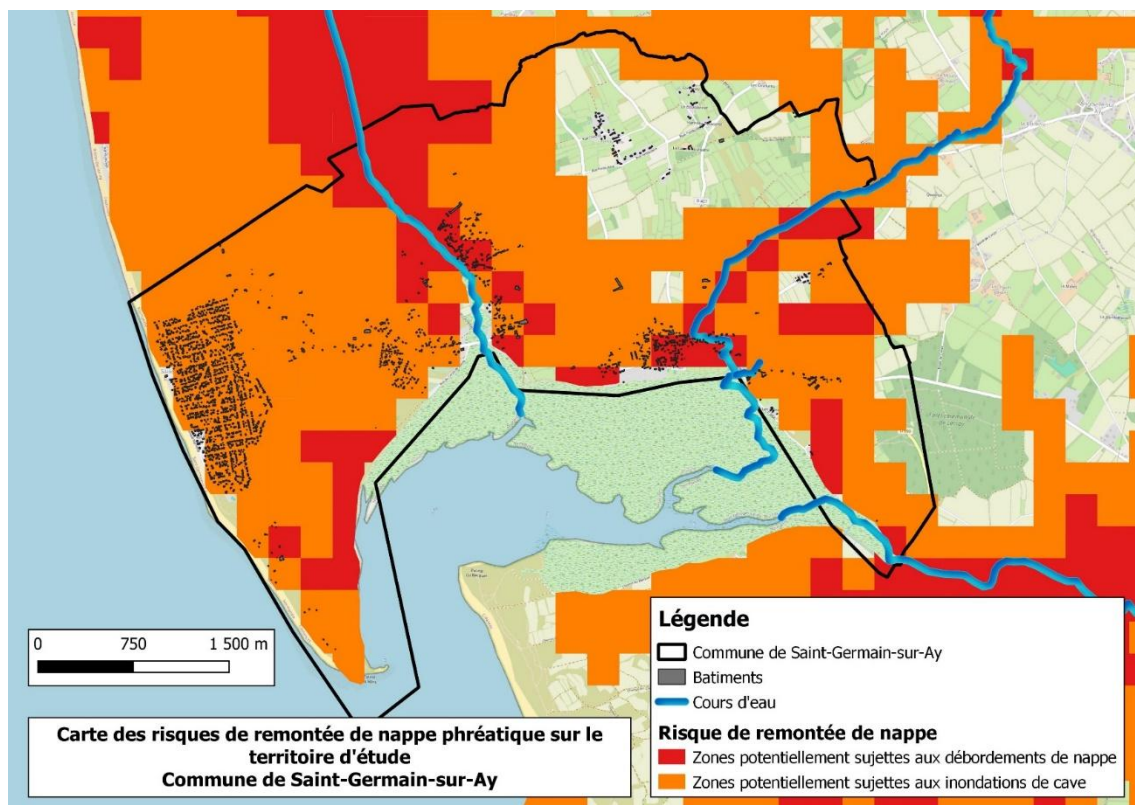 0 750 1 500 m
Carte des risques de remontée de nappe phréatique sur le
territoire d'étude
Commune de Saint-Germain-sur-Ay
Légende
Commune de Saint-Germain-sur-Ay
Batiments
Cours d'eau
Risque de remontée de nappe
Zones potentiellement sujettes aux débordements de nappe
Zones potentiellement sujettes aux inondations de cave